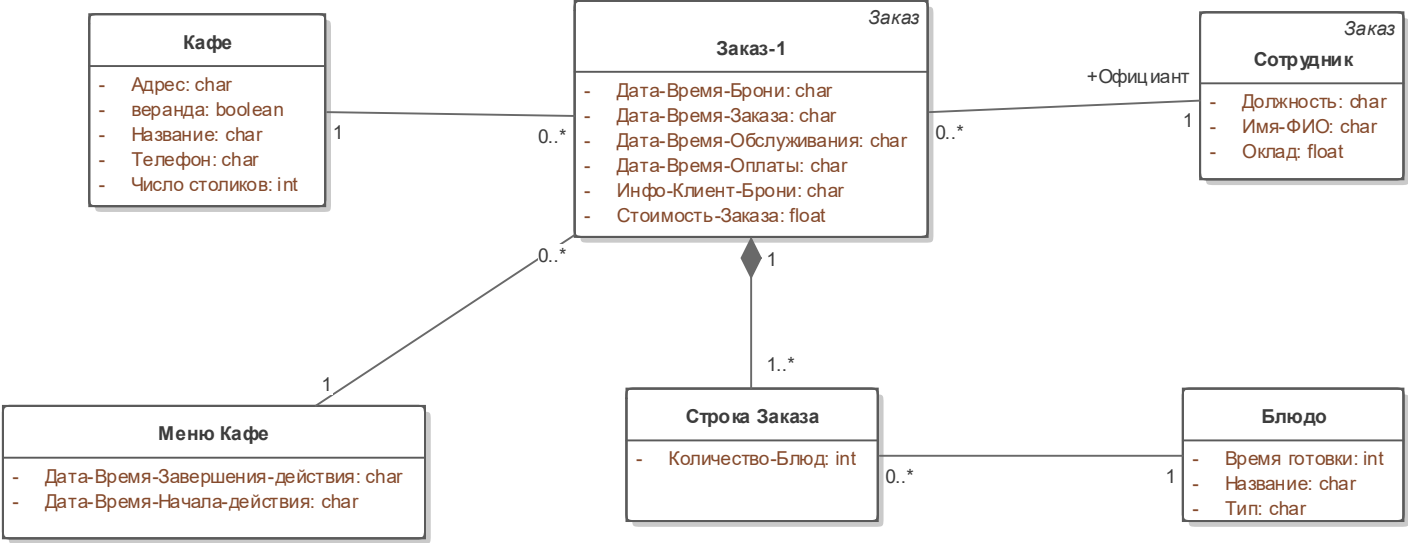 Кафе
- Адрес: char
- веранда: boolean
- Название: char
- Телефон: char
- Число столиков: int
1
0..*
Заказ
Заказ-1
- Дата-Время-Брони: char
- Дата-Время-Заказа: char
- Дата-Время-Обслуживания: char
- Дата-Время-Оплаты: char
- Инфо-Клиент-Брони: char
- Стоимость-Заказа: float
0..*
+Официант
1
Заказ
Сотрудник
- Должность: char
- Имя-ФИО: char
- Оклад: float
0..*
1
1
1..*
Меню Кафе
- Дата-Время-Завершения-действия: char
- Дата-Время-Начала-действия: char
Строка Заказа
- Количество-Блюд: int
0..*
1
Блюдо
- Время готовки: int
- Название: char
- Тип: char